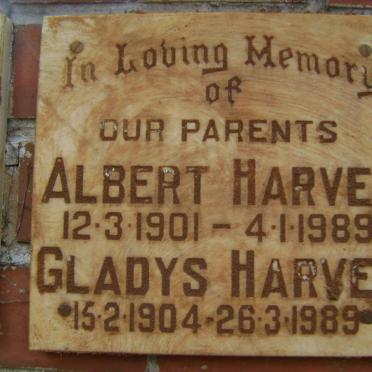 In Loving Memory
of
OUR PARENTS
ALBERT HARVE
12·3·1901 - 4·1·1989
GLADYS HARVE
15·2·1904-26·3·1989